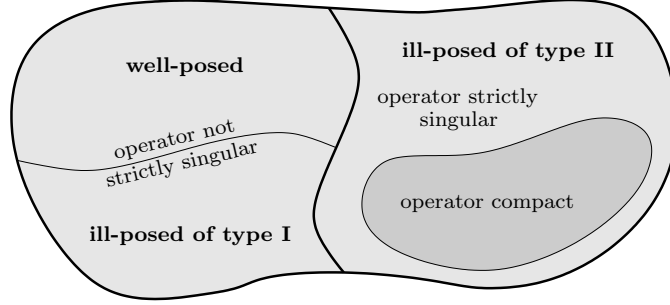 well-posed
operator not
strictly singular
ill-posed of type I
ill-posed of type II
operator strictly
singular
operator compact